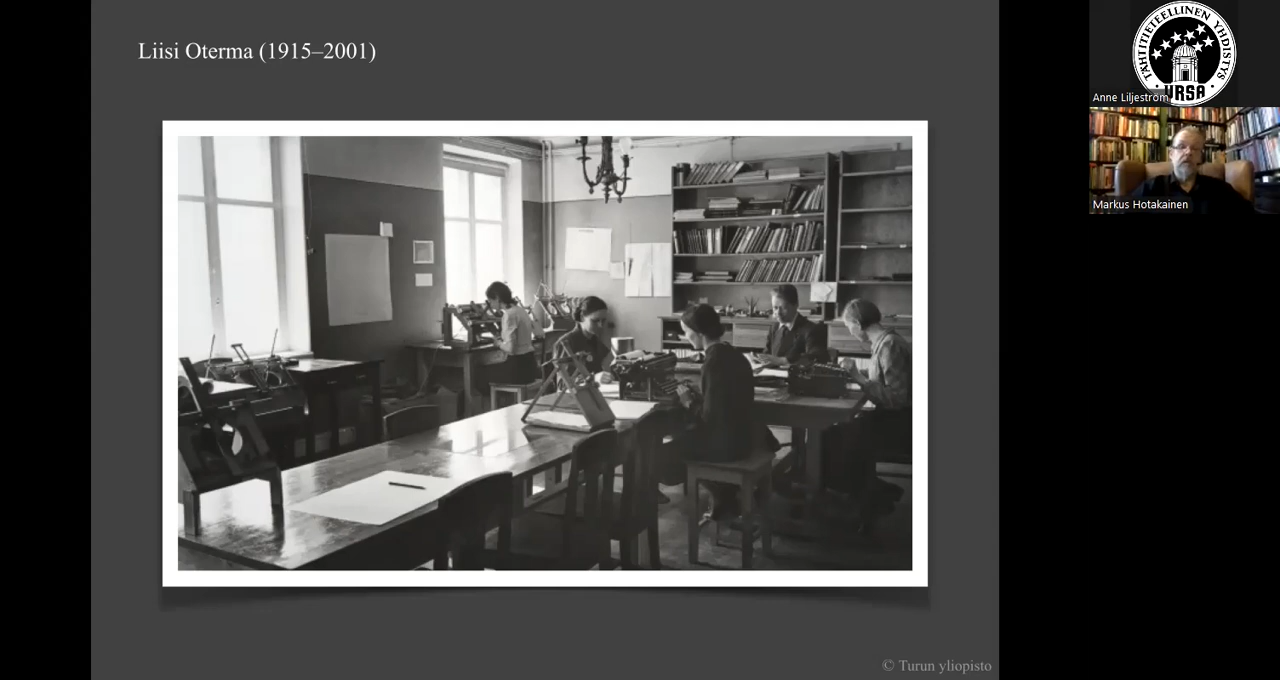 Liisi Oterma (1915–2001)
TÄHTITIETEELLINEN YHDISTYS
URSA
Anne Liljeström
Markus Hotakainen
© Turun yliopisto